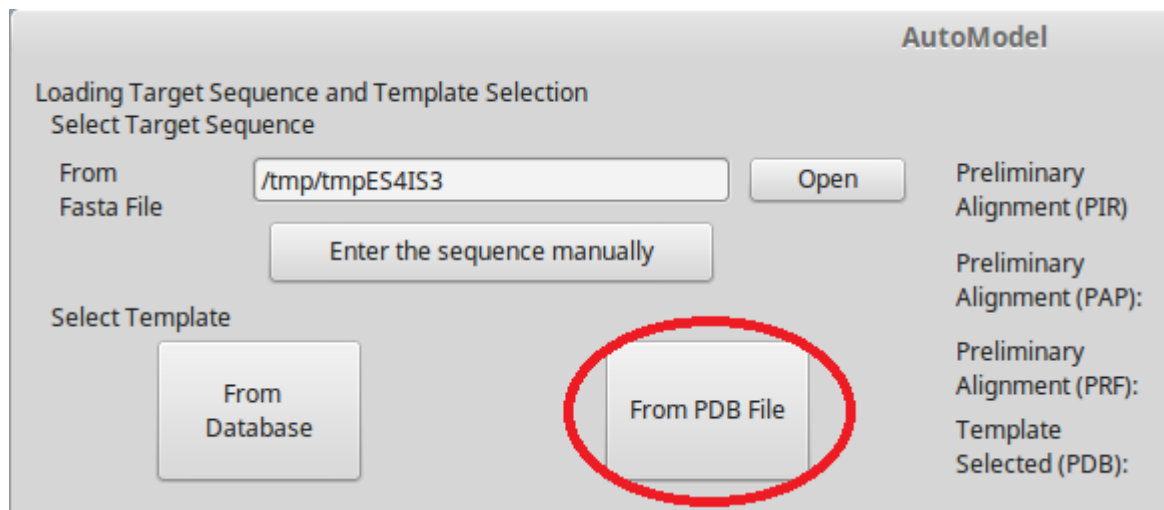 AutoModel
Loading Target Sequence and Template Selection
Select Target Sequence
From
Fasta File
/tmp/tmpES4IS3
Open
Enter the sequence manually
Preliminary
Alignment (PIR)
Preliminary
Alignment (PAP):
Select Template
From
Database
From PDB File
Preliminary
Alignment (PRF):
Template
Selected (PDB):